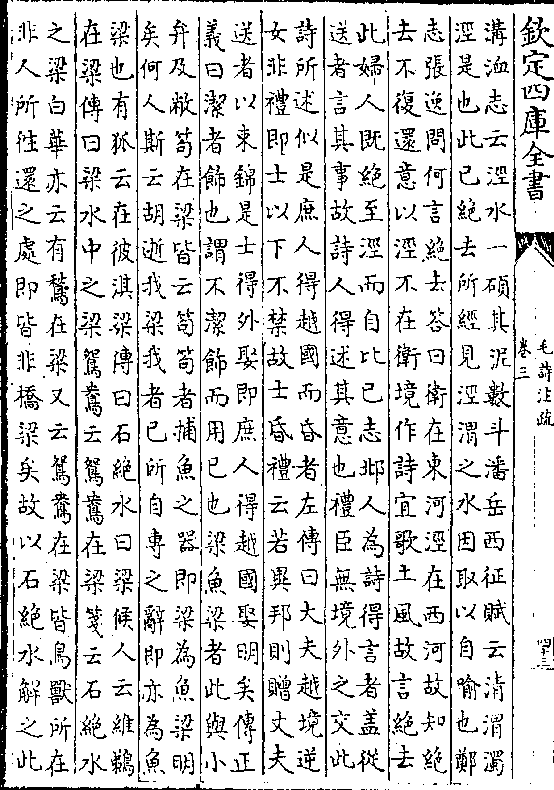 欽定四庫全書
毛詩注疏
卷三
溝洫志云涇水一碩其泥數斗潘岳西征賦云清渭濁
涇是也此已絕去所經見涇渭之水因取以自喻也鄭
志張逸問何言絕去答曰衛在東河涇在西河故知絕
去不復還意以涇不在衛境作詩宜歌土風故言絕去
此婦人既絕至涇而自比已志邶人為詩得言者蓋從
送者言其事故詩人得述其意也禮臣無境外之交此
詩所述似是庶人得越國而昏者左傳曰大夫越境逆
女非禮即士以下不禁故士昏禮云若異邦則贈丈夫
送者以束錦是士得外娶即庶人得越國娶明矣傳正
義曰潔者飾也謂不潔飾而用已也梁魚梁者此與小
弁及敝笱在梁皆云笱笱者捕魚之器即梁為魚梁明
矣何人斯云胡逝我梁我者已所自專之辭即亦為魚
梁也有狐云在彼淇梁傳曰石絕水曰梁候人云維鵜
在梁傳曰梁水中之梁鴛鴦云鴛鴦在梁箋云石絕水
之梁白華亦云有鶖在梁又云鴛鴦在梁皆鳥獸所在
非人所往還之處即皆非橋梁矣故以石絕水解之此